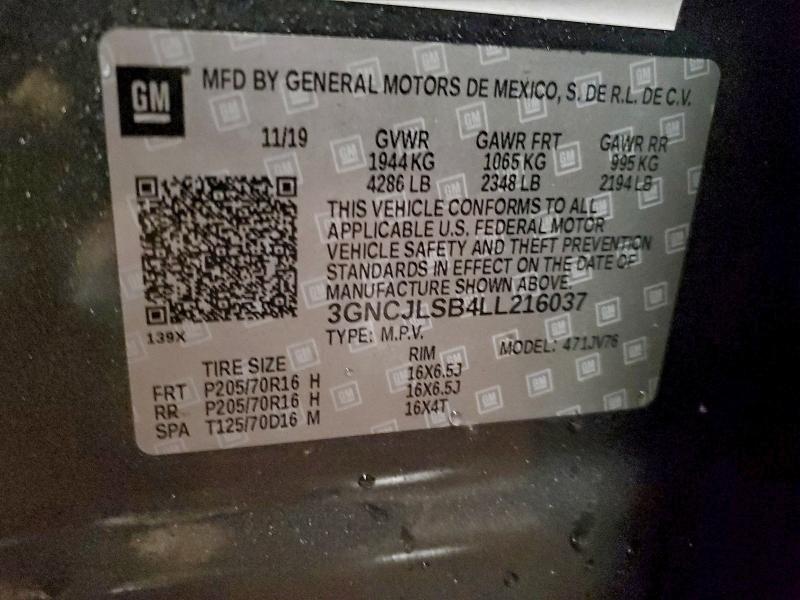 GM MFD BY GENERAL MOTORS DE MEXICO, S. DE R.L. DE C.V.
11/19 GVWR GAWR FRT GAWR RR
1944 KG 1065 KG 995 KG
4286 LB 2348 LB 2194 LB
THIS VEHICLE CONFORMS TO ALL
APPLICABLE U.S. FEDERAL MOTOR
VEHICLE SAFETY AND THEFT PREVENTION
STANDARDS IN EFFECT ON THE DATE OF
MANUFACTURE SHOWN ABOVE.
3GNCJLSB4LL216037
139X
TYPE: M.P.V. MODEL: 471JV76
TIRE SIZE RIM
FRT P205/70R16 H 16X6.5J
RR P205/70R16 H 16X6.5J
SPA T125/70D16 M 16X4T